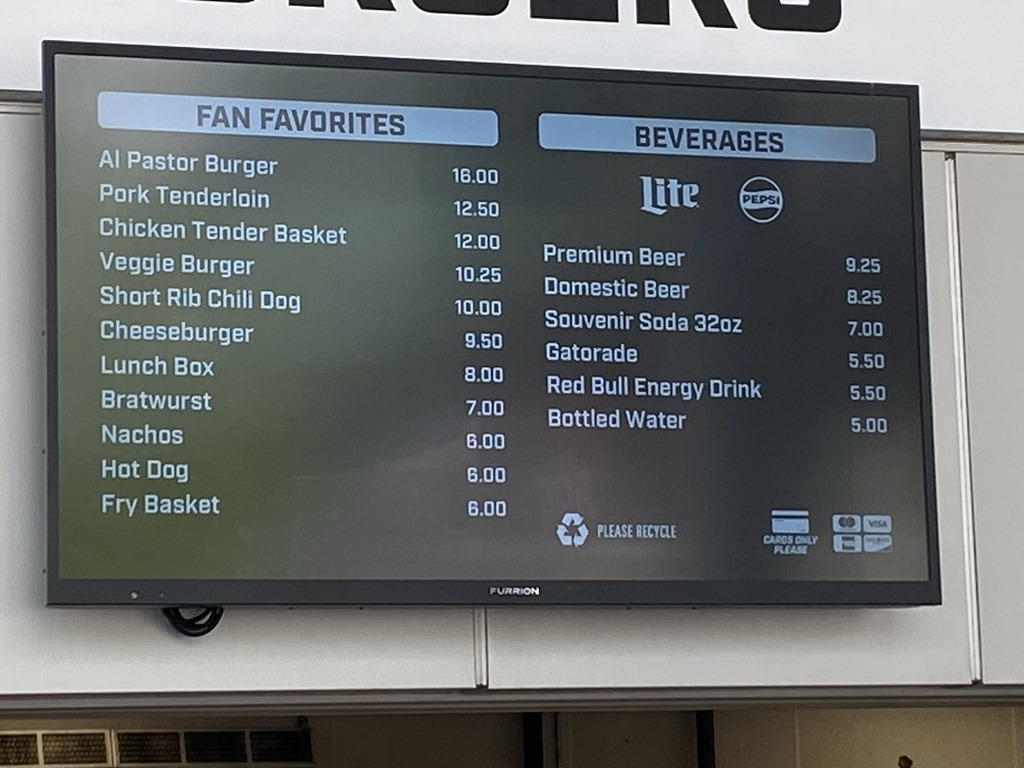 FAN FAVORITES
Al Pastor Burger 16.00
Pork Tenderloin 12.50
Chicken Tender Basket 12.00
Veggie Burger 10.25
Short Rib Chili Dog 10.00
Cheeseburger 9.50
Lunch Box 8.00
Bratwurst 7.00
Nachos 6.00
Hot Dog 6.00
Fry Basket 6.00
BEVERAGES
Lite PEPSI
Premium Beer 9.25
Domestic Beer 8.25
Souvenir Soda 32oz 7.00
Gatorade 5.50
Red Bull Energy Drink 5.50
Bottled Water 5.00
PLEASE RECYCLE
CARDS ONLY
PLEASE
VISA
FURRION